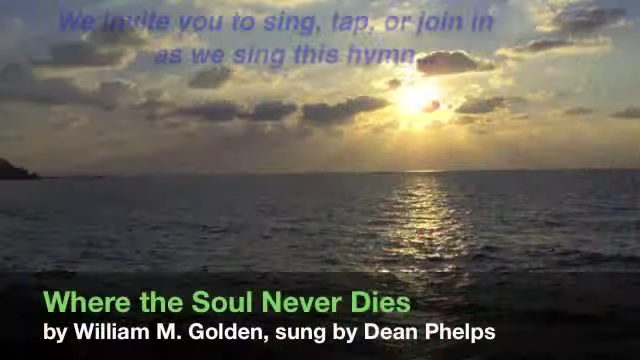 We invite you to sing, tap, or join in
as we sing this hymn...
Where the Soul Never Dies
by William M. Golden, sung by Dean Phelps